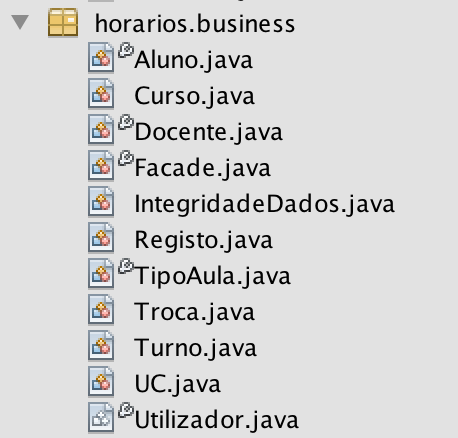 horarios.business
Aluno.java
Curso.java
Docente.java
Facade.java
IntegridadeDados.java
Registo.java
TipoAula.java
Troca.java
Turno.java
UC.java
Utilizador.java